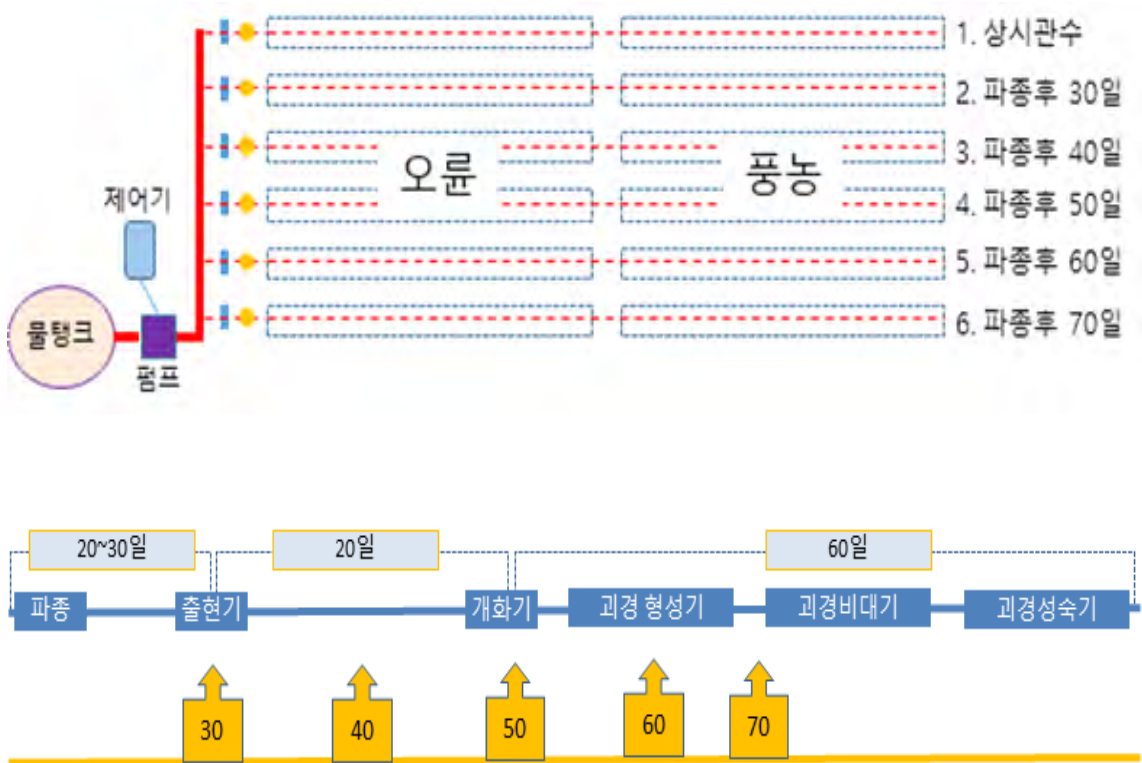 1. 상시관수
2. 파종후 30일
오륜
풍농
3. 파종후 40일
제어기
4. 파종후 50일
5. 파종후 60일
물탱크
6. 파종후 70일
펌프
20~30일
20일
60일
파종
출현기
개화기
괴경 형성기
괴경비대기
괴경성숙기
30
40
50
60
70